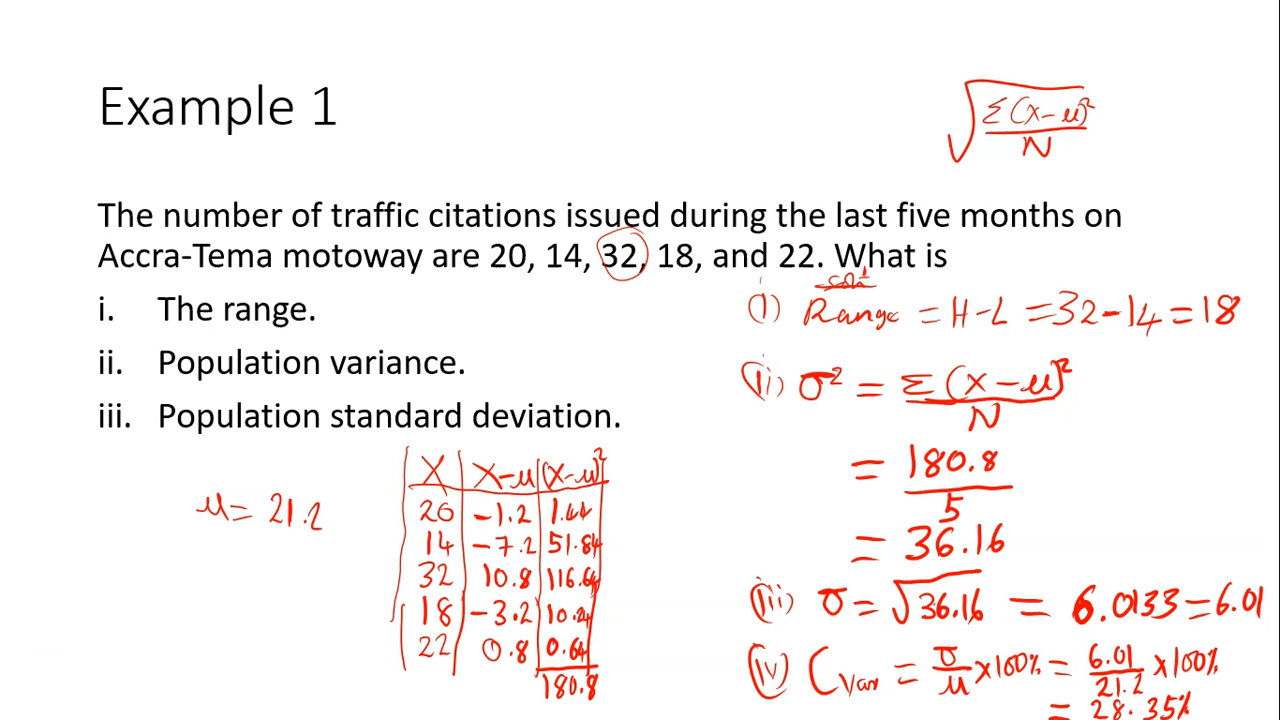 Example 1
√Σ(X-μ)²/N
The number of traffic citations issued during the last five months on
Accra-Tema motoway are 20, 14, 32, 18, and 22. What is
i. The range.
ii. Population variance.
iii. Population standard deviation.
μ = 21.2
X | X-μ | (X-μ)²
20 | -1.2 | 1.44
14 | -7.2 | 51.84
32 | 10.8 | 116.64
18 | -3.2 | 10.24
22 | 0.8 | 0.64
180.8
(i) Range = H-L = 32-14 = 18
(ii) σ² = Σ(X-μ)²/N
= 180.8/5
= 36.16
(iii) σ = √36.16 = 6.0133 = 6.01
(iv) CVar = σ/μ × 100% = 6.01/21.2 × 100%
= 28.35%